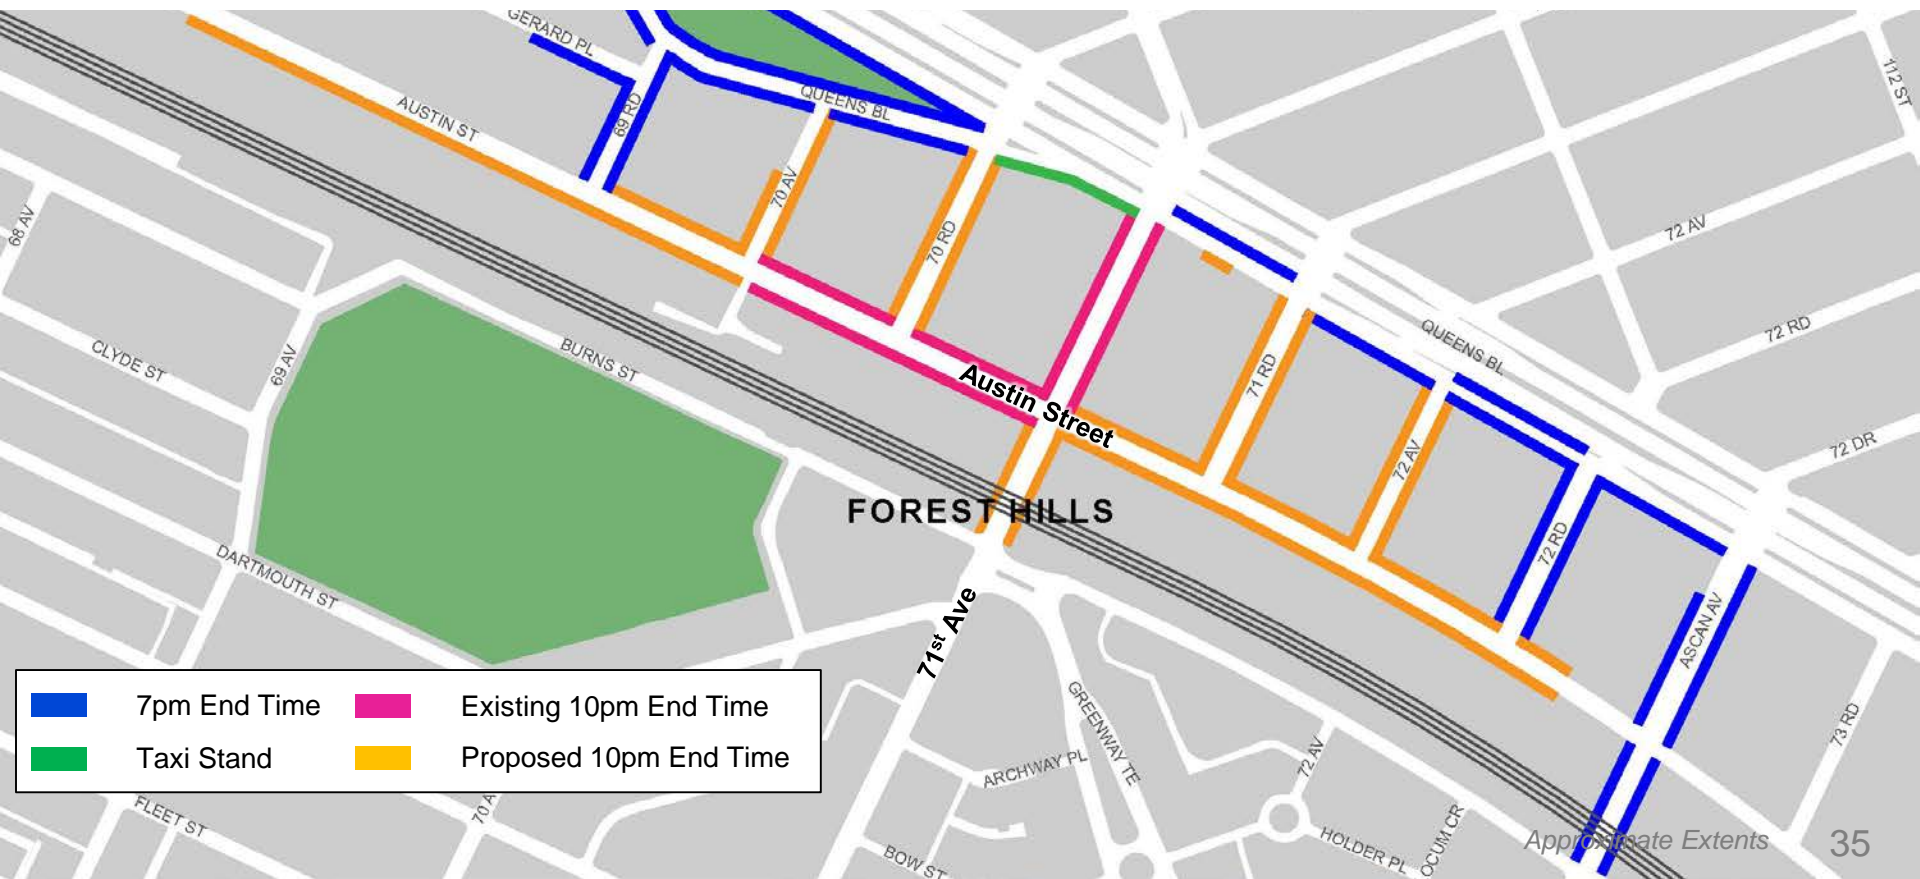 GERARD PL
112 ST
QUEENS BL
AUSTIN ST
69 RD
70 AV
68 AV
70 RD
72 AV
72 RD
QUEENS BL
BURNS ST
CLYDE ST
69 AV
71 RD
Austin Street
72 DR
72 AV
FOREST HILLS
72 RD
DARTMOUTH ST
71st Ave
ASCAN AV
7pm End Time
Existing 10pm End Time
Taxi Stand
Proposed 10pm End Time
GREENWAY TE
73 RD
72 AV
ARCHWAY PL
70 A
FLEET ST
HOLDER PL
OCUM CR
BOW ST
Approximate Extents
35